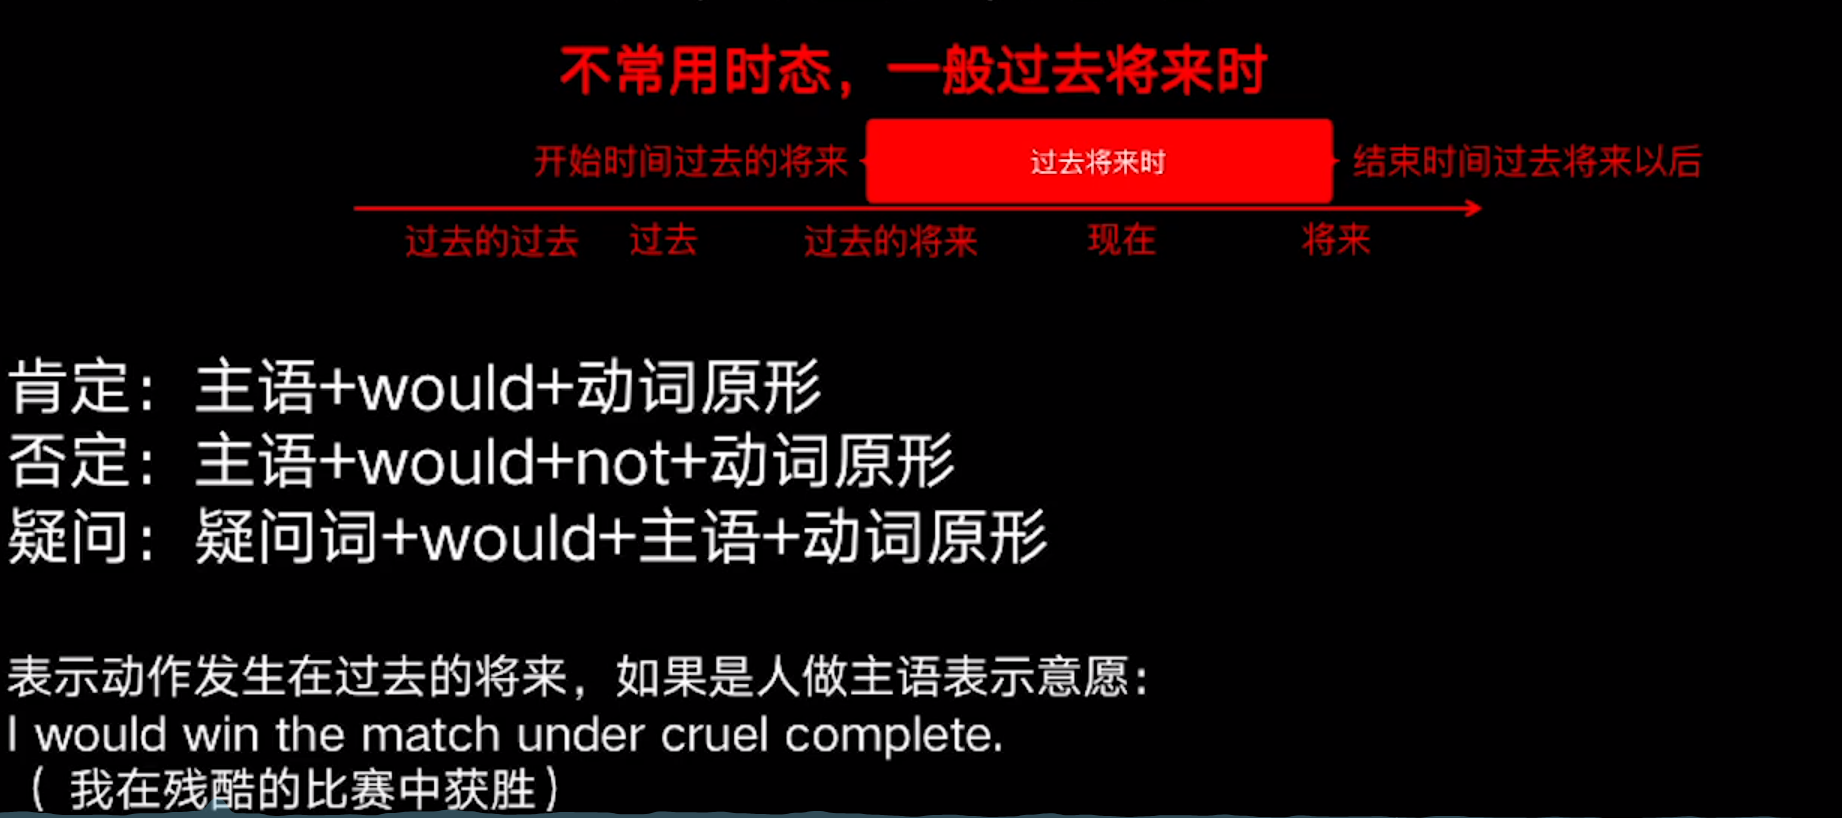 不常用时态，一般过去将来时
开始时间过去的将来 过去将来时 结束时间过去将来以后
过去的过去 过去 过去的将来 现在 将来
肯定：主语+would+动词原形
否定：主语+would+not+动词原形
疑问：疑问词+would+主语+动词原形
表示动作发生在过去的将来，如果是人做主语表示意愿：
I would win the match under cruel complete.
（ 我在残酷的比赛中获胜）